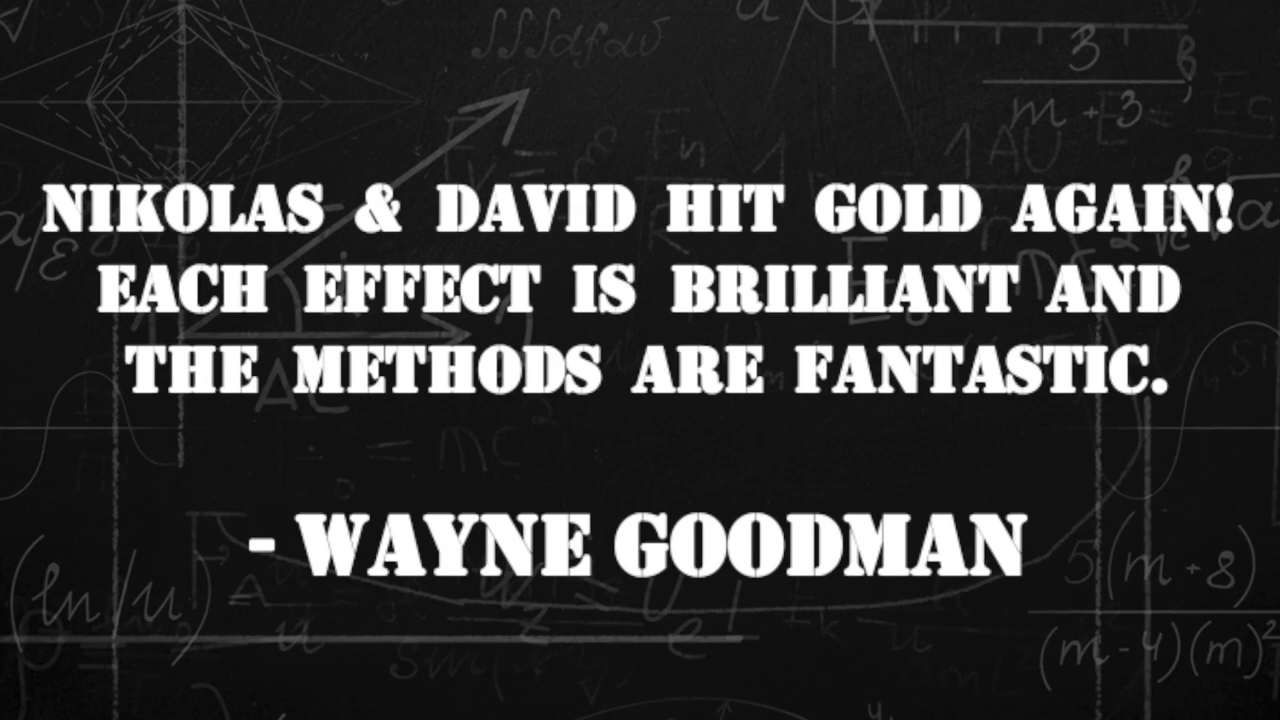 NIKOLAS & DAVID HIT GOLD AGAIN!
EACH EFFECT IS BRILLIANT AND
THE METHODS ARE FANTASTIC.
- WAYNE GOODMAN